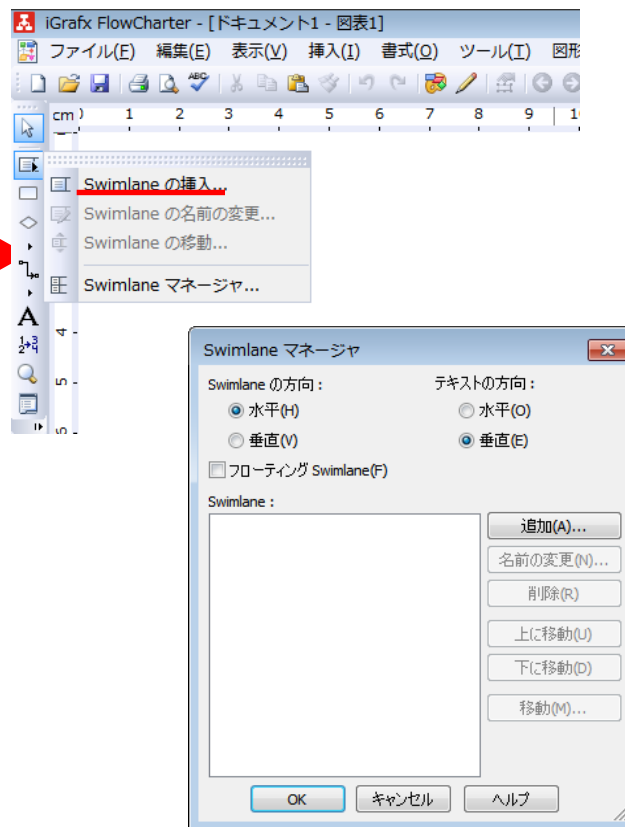 iGrafx FlowCharter - [ドキュメント1 - 図表1]
ファイル(F) 編集(E) 表示(V) 挿入(I) 書式(O) ツール(T) 図形
ABC
cm 1 2 3 4 5 6 7 8 9
Swimlane の挿入...
Swimlane の名前の変更...
Swimlane の移動...
Swimlane マネージャ...
A
4
5
6
Swimlane マネージャ
Swimlane の方向: テキストの方向:
水平(H) 水平(O)
垂直(V) 垂直(E)
フローティング Swimlane(F)
Swimlane:
追加(A)...
名前の変更(N)...
削除(R)
上に移動(U)
下に移動(D)
移動(M)...
OK キャンセル ヘルプ